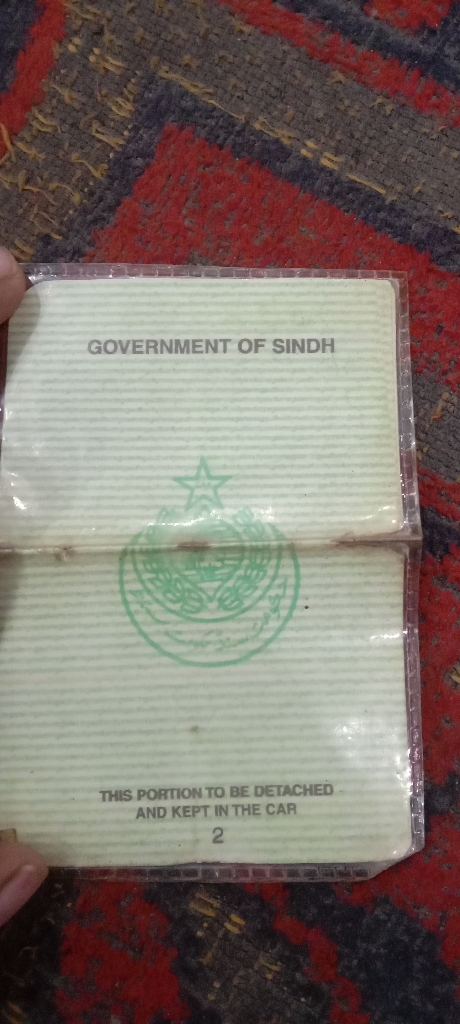 GOVERNMENT OF SINDH
THIS PORTION TO BE DETACHED
AND KEPT IN THE CAR
2